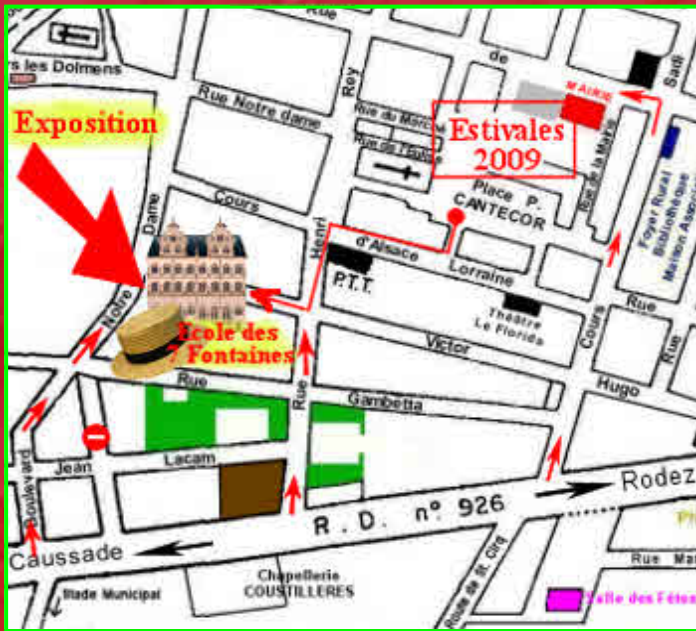 Rue
de
Sadi
rs les Dolmens
Rue Notre dame
Rey
MAIRIE
Rue du Marché
Exposition
Estivales
2009
Rue de la Mairie
Foyer Rural
Bibliothèque
Place P.
CANTECOR
Dame
Cours
Henri
d'Alsace
Lorraine
Rue
P.T.T.
Théâtre
Le Florida
Notre
Ecole des
7 Fontaines
Victor
Cours
Rue
Hugo
Rue
Gambetta
Rue
Jean
Lacam
Boulevard
Rodez
R. D. n°. 926
Caussade
Chapellerie
COUSTILLERES
Route de St. Cirq
Rue
Stade Municipal
Salle des Fêtes